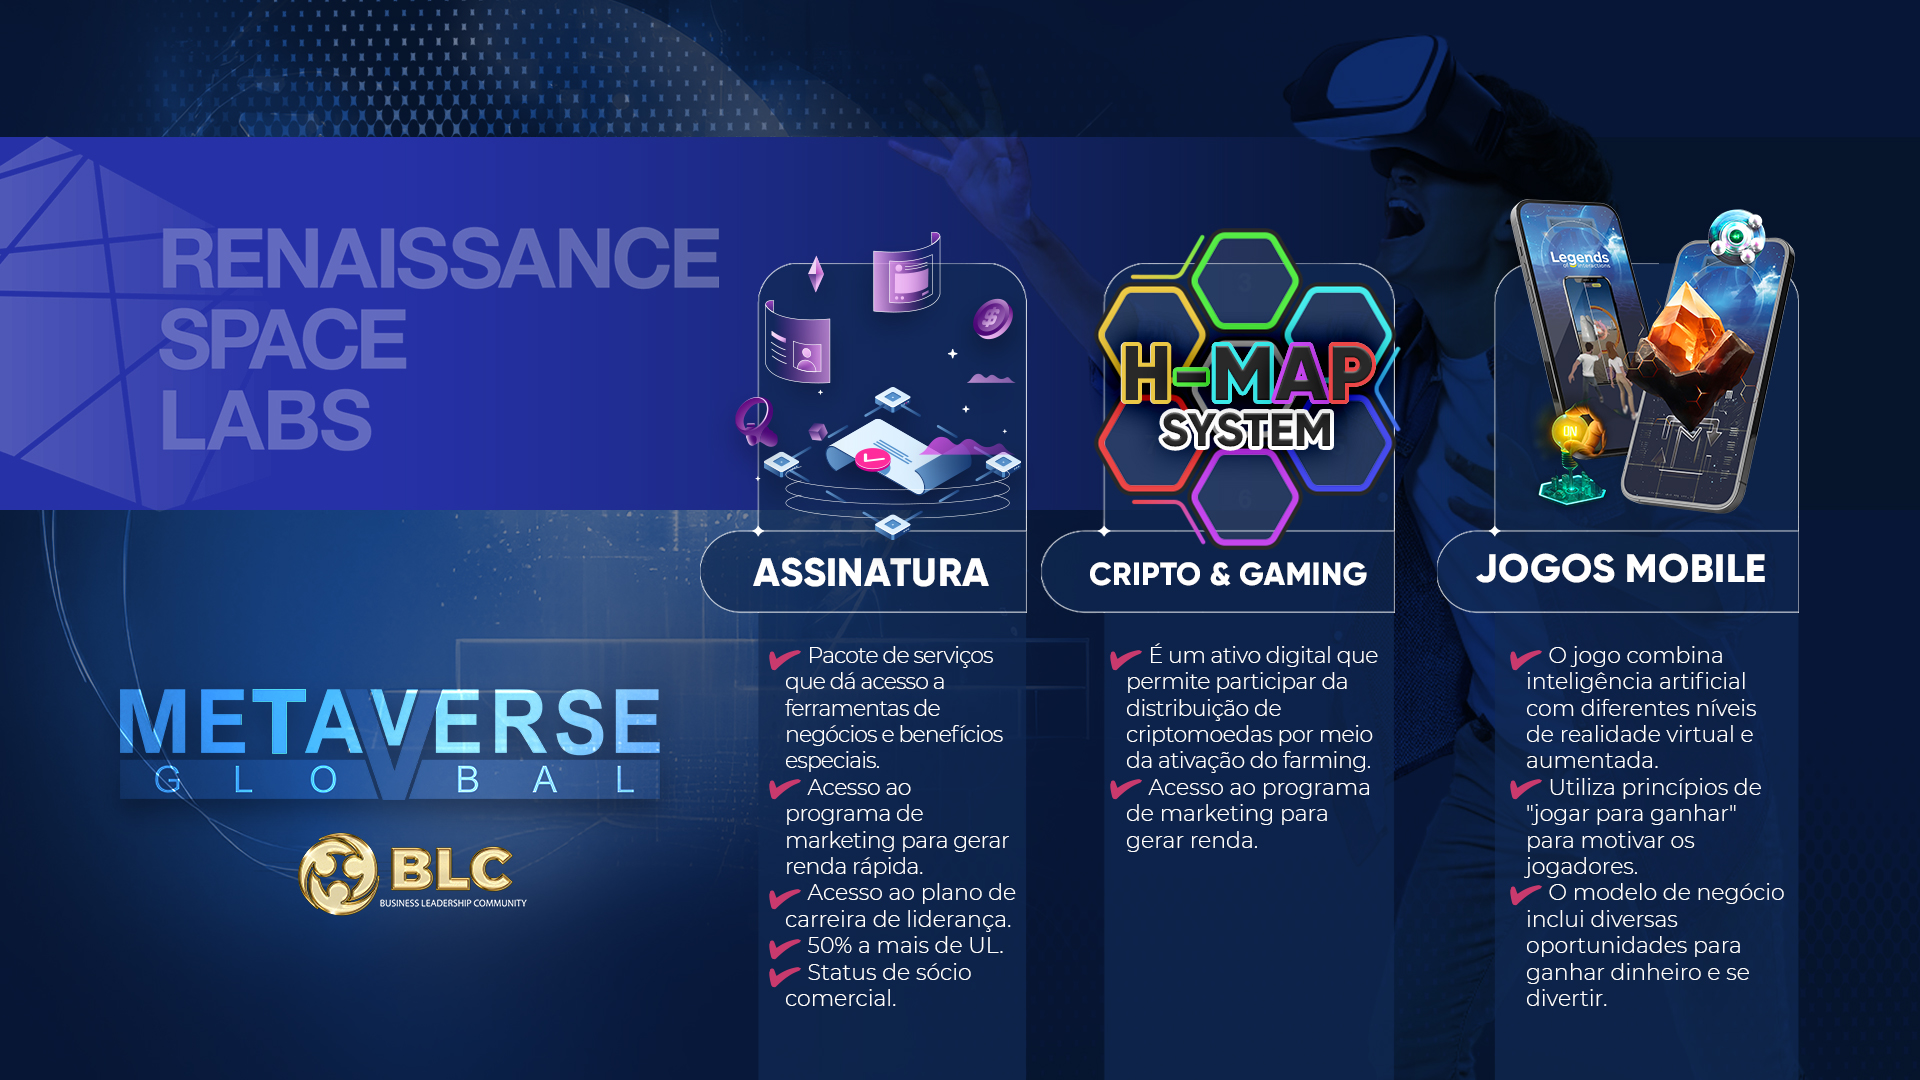 RENAISSANCE
SPACE
LABS
METAVERSE
GLOBAL
BLC
BUSINESS LEADERSHIP COMMUNITY
ASSINATURA
Pacote de serviços
que dá acesso a
ferramentas de
negócios e benefícios
especiais.
Acesso ao
programa de
marketing para gerar
renda rápida.
Acesso ao plano de
carreira de liderança.
50% a mais de UL.
Status de sócio
comercial.
H-MAP
SYSTEM
CRIPTO & GAMING
É um ativo digital que
permite participar da
distribuição de
criptomoedas por meio
da ativação do farming.
Acesso ao programa
de marketing para
gerar renda.
Legends
of interactions
ON
JOGOS MOBILE
O jogo combina
inteligência artificial
com diferentes níveis
de realidade virtual e
aumentada.
Utiliza princípios de
"jogar para ganhar"
para motivar os
jogadores.
O modelo de negócio
inclui diversas
oportunidades para
ganhar dinheiro e se
divertir.